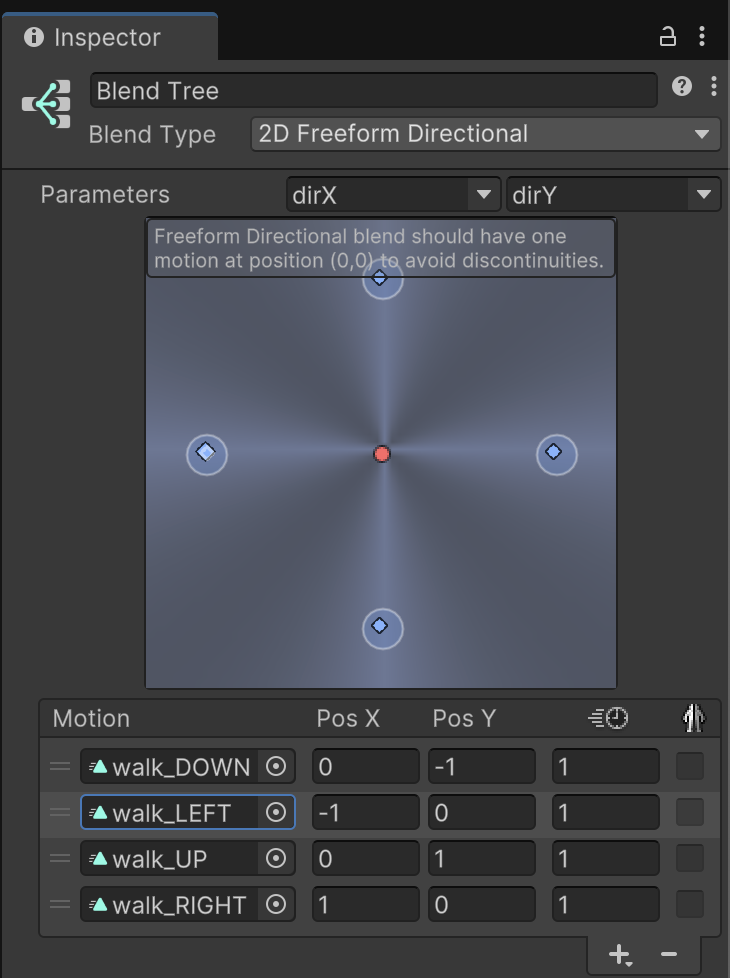 Inspector
Blend Tree
Blend Type 2D Freeform Directional
Parameters dirX dirY
Freeform Directional blend should have one
motion at position (0,0) to avoid discontinuities.
Motion Pos X Pos Y
walk_DOWN 0 -1 1
walk_LEFT -1 0 1
walk_UP 0 1 1
walk_RIGHT 1 0 1